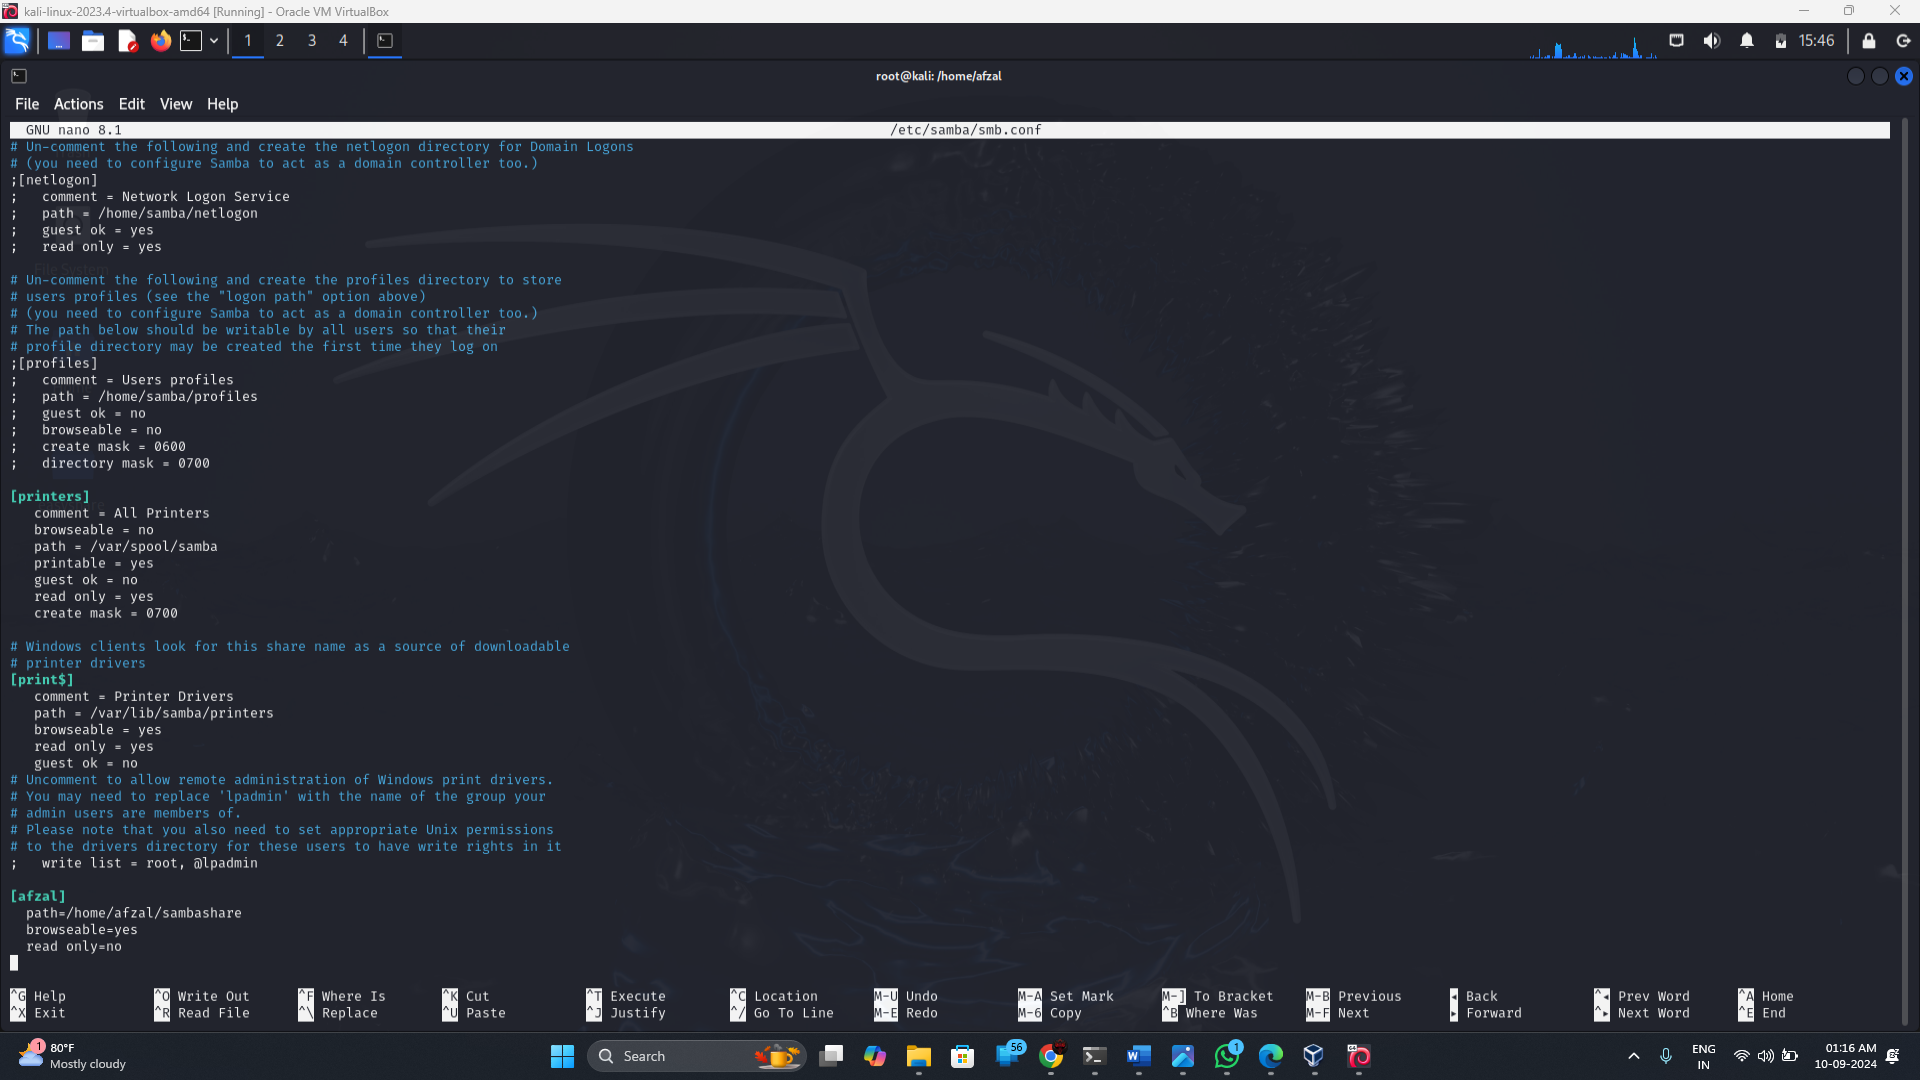 kali-linux-2023.4-virtualbox-amd64 [Running] - Oracle VM VirtualBox
1 2 3 4
15:46
root@kali: /home/afzal
File Actions Edit View Help
GNU nano 8.1 /etc/samba/smb.conf
# Un-comment the following and create the netlogon directory for Domain Logons
# (you need to configure Samba to act as a domain controller too.)
;[netlogon]
;   comment = Network Logon Service
;   path = /home/samba/netlogon
;   guest ok = yes
;   read only = yes
File System
# Un-comment the following and create the profiles directory to store
# users profiles (see the "logon path" option above)
# (you need to configure Samba to act as a domain controller too.)
# The path below should be writable by all users so that their
# profile directory may be created the first time they log on
;[profiles]
;   comment = Users profiles
;   path = /home/samba/profiles
;   guest ok = no
;   browseable = no
;   create mask = 0600
;   directory mask = 0700
[printers]
   comment = All Printers
   browseable = no
   path = /var/spool/samba
   printable = yes
   guest ok = no
   read only = yes
   create mask = 0700
# Windows clients look for this share name as a source of downloadable
# printer drivers
[print$]
   comment = Printer Drivers
   path = /var/lib/samba/printers
   browseable = yes
   read only = yes
   guest ok = no
# Uncomment to allow remote administration of Windows print drivers.
# You may need to replace 'lpadmin' with the name of the group your
# admin users are members of.
# Please note that you also need to set appropriate Unix permissions
# to the drivers directory for these users to have write rights in it
;   write list = root, @lpadmin
[afzal]
  path=/home/afzal/sambashare
  browseable=yes
  read only=no
^G Help ^O Write Out ^F Where Is ^K Cut ^T Execute ^C Location M-U Undo M-A Set Mark M-] To Bracket M-B Previous ◂ Back ^◂ Prev Word ^A Home
^X Exit ^R Read File ^\ Replace ^U Paste ^J Justify ^/ Go To Line M-E Redo M-6 Copy ^B Where Was M-F Next ▸ Forward ^▸ Next Word ^E End
1
80°F
Mostly cloudy
Search
56
1
ENG
IN
01:16 AM
10-09-2024